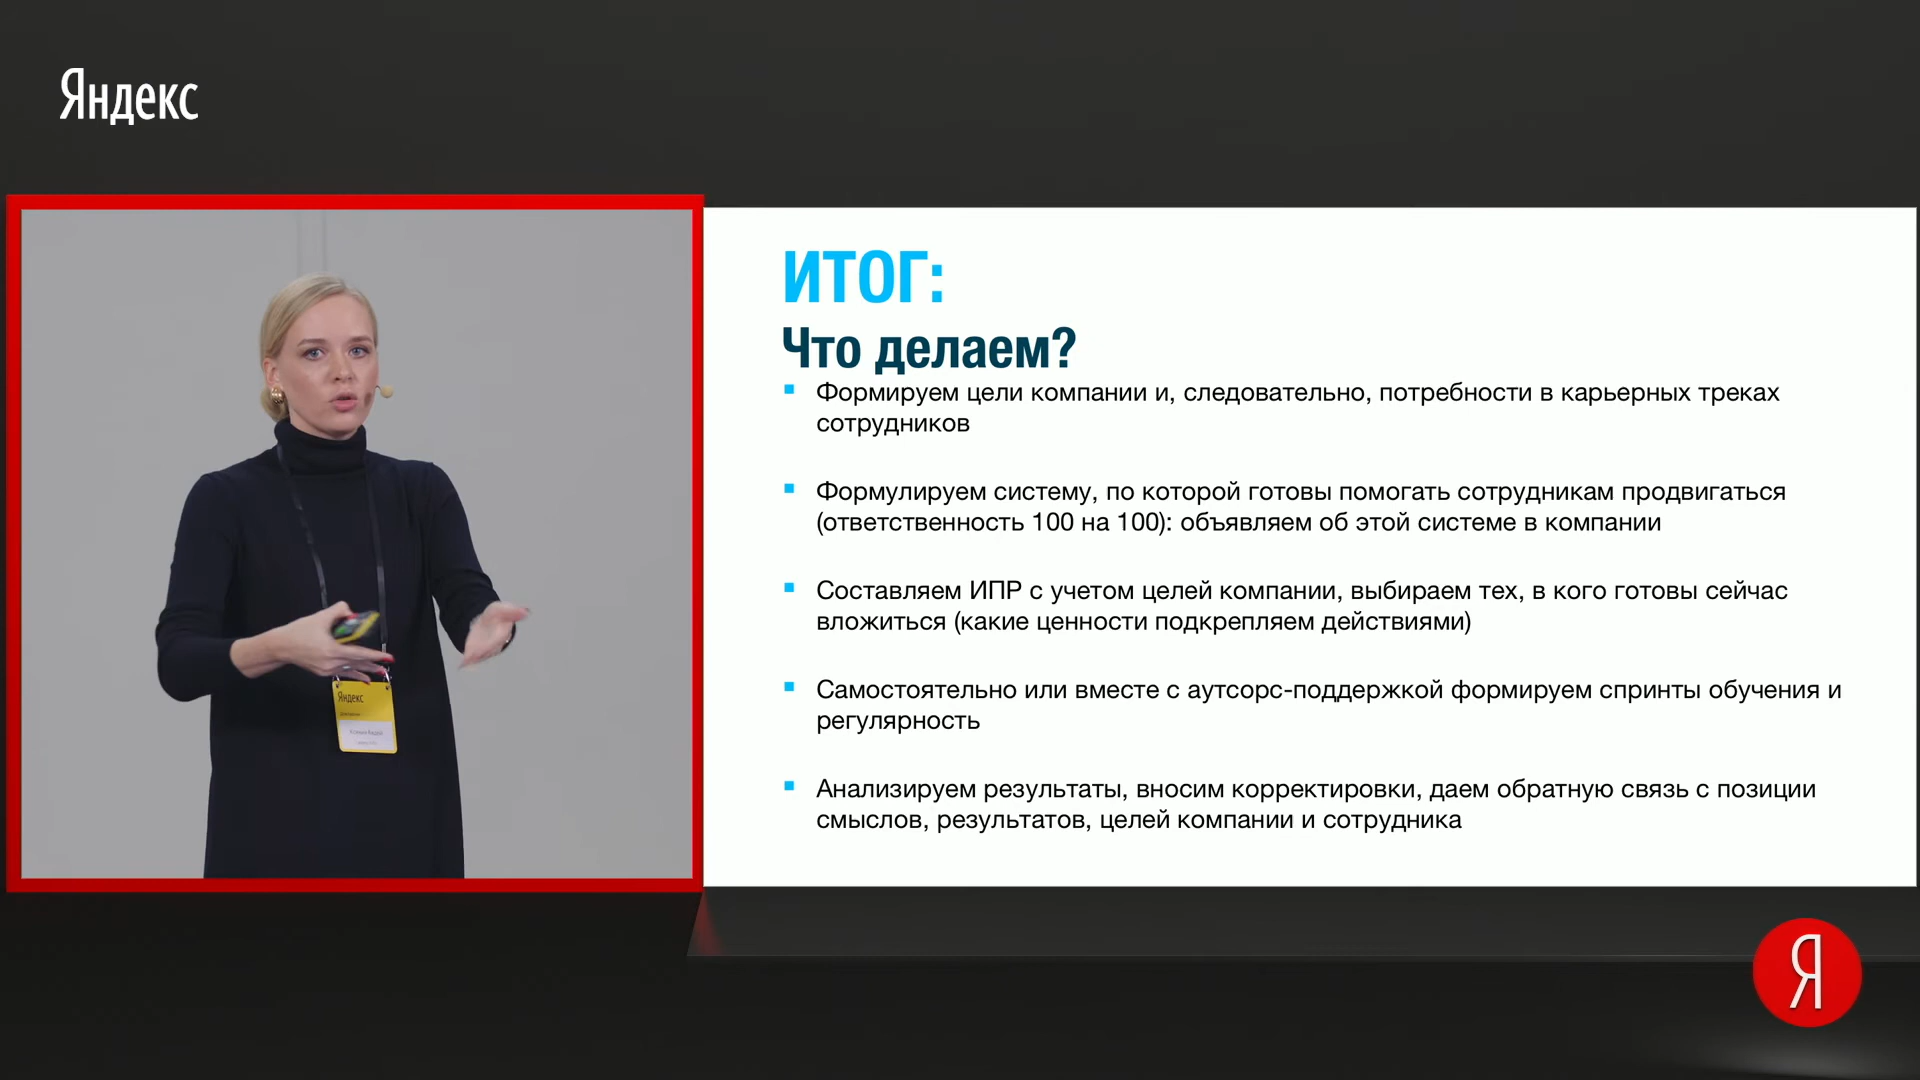 Яндекс
ИТОГ:
Что делаем?
Формируем цели компании и, следовательно, потребности в карьерных треках
сотрудников
Формулируем систему, по которой готовы помогать сотрудникам продвигаться
(ответственность 100 на 100): объявляем об этой системе в компании
Составляем ИПР с учетом целей компании, выбираем тех, в кого готовы сейчас
вложиться (какие ценности подкрепляем действиями)
Самостоятельно или вместе с аутсорс-поддержкой формируем спринты обучения и
регулярность
Анализируем результаты, вносим корректировки, даем обратную связь с позиции
смыслов, результатов, целей компании и сотрудника
Яндекс
Я